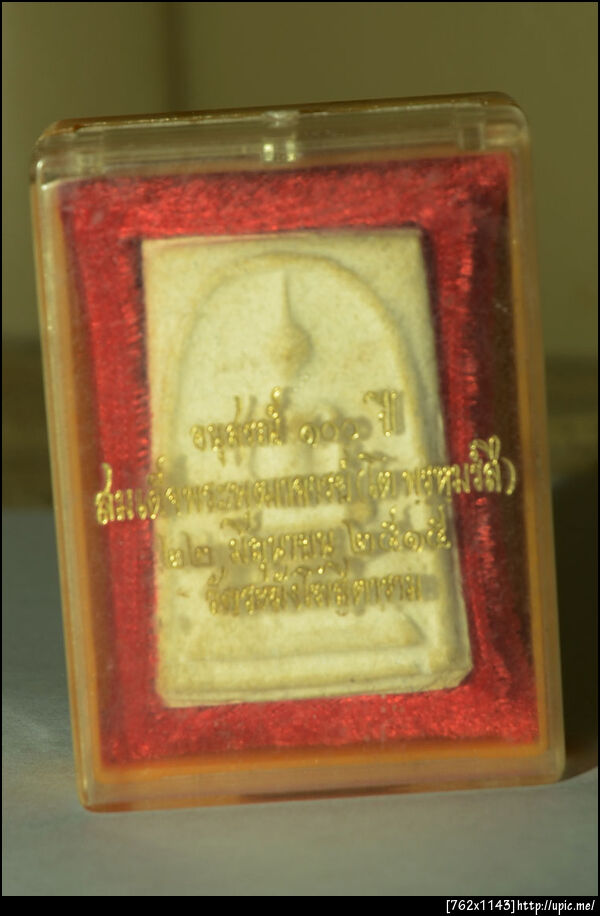 อนุสรณ์ ๑๐๐ ปี
สมเด็จพระพุฒาจารย์ (โต พรหมรังสี)
๒๒ มิถุนายน ๒๕๑๕
วัดระฆังโฆสิตาราม
[762x1143]http://upic.me/